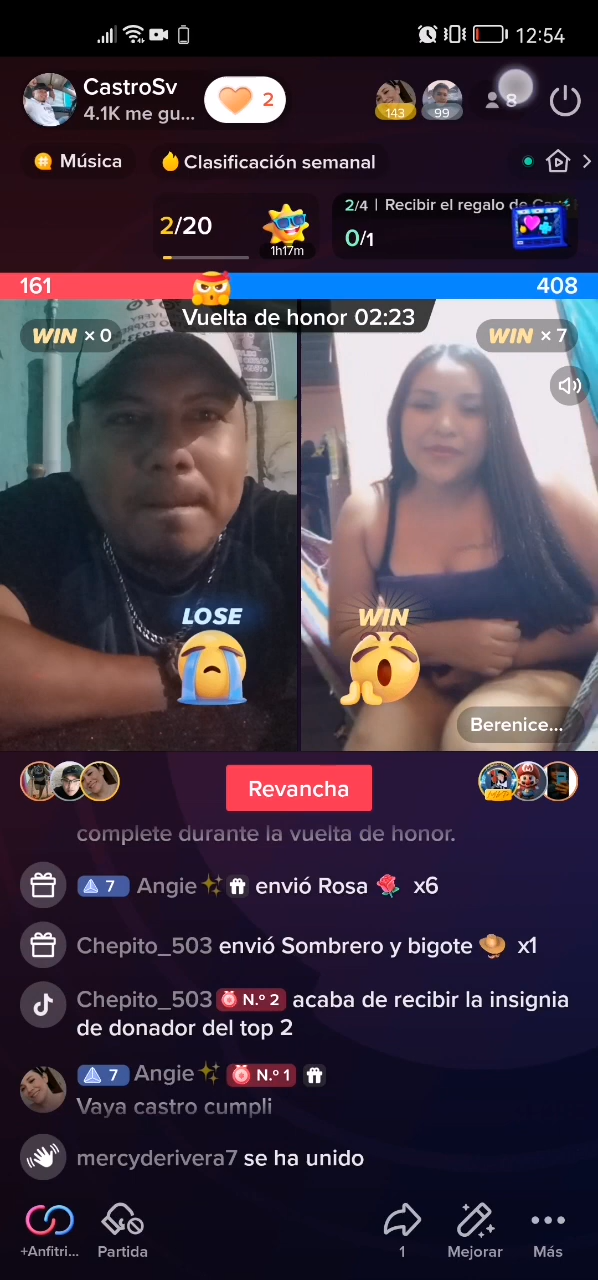 12:54
CastroSv
4.1K me gu...
2
143
99
8
Música
Clasificación semanal
2/20
1h17m
2/4 | Recibir el regalo de
0/1
161
408
Vuelta de honor 02:23
WIN × 0
WIN × 7
LOSE
WIN
Berenice...
Revancha
complete durante la vuelta de honor.
7 Angie✨ envió Rosa 🌹 x6
Chepito_503 envió Sombrero y bigote x1
Chepito_503 N.º 2 acaba de recibir la insignia
de donador del top 2
7 Angie✨ N.º 1
Vaya castro cumpli
mercyderivera7 se ha unido
+Anfitri...
Partida
1
Mejorar
Más